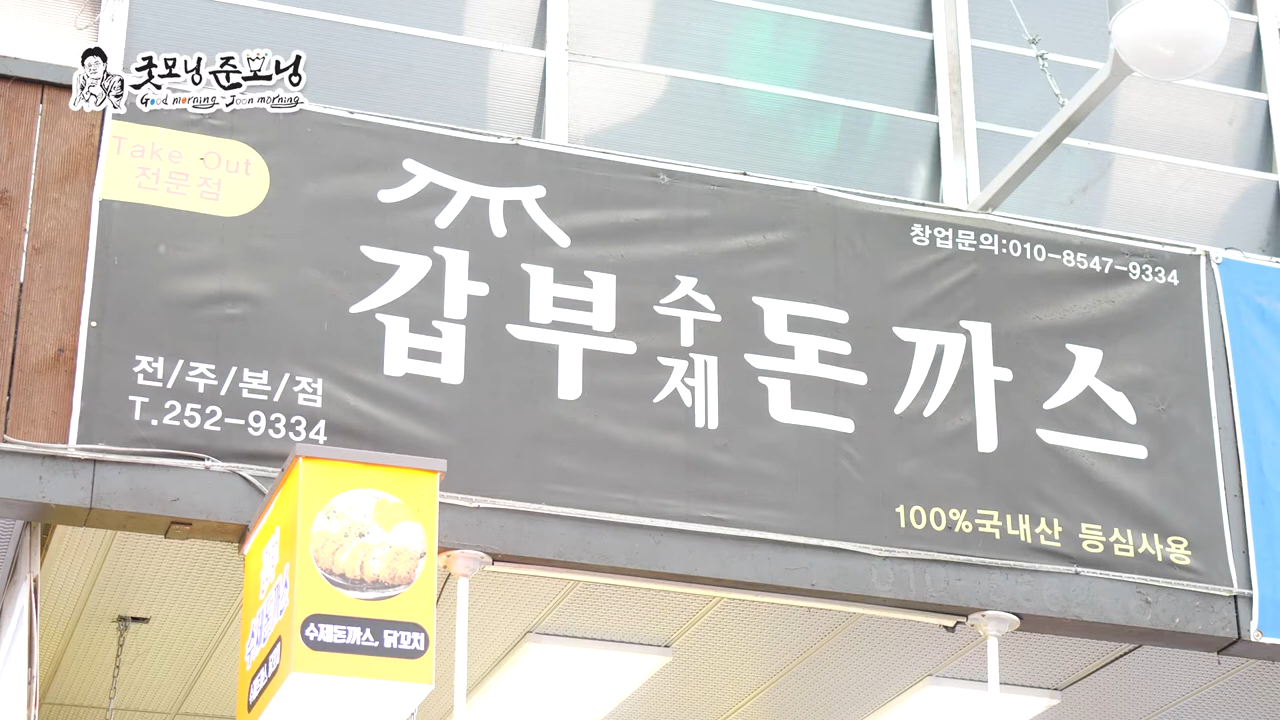 굿모닝 준모닝
Good morning Joon morning
Take Out
전문점
창업문의:010-8547-9334
갑부수제돈까스
전/주/본/점
T.252-9334
100%국내산 등심사용
수제돈까스, 닭꼬치